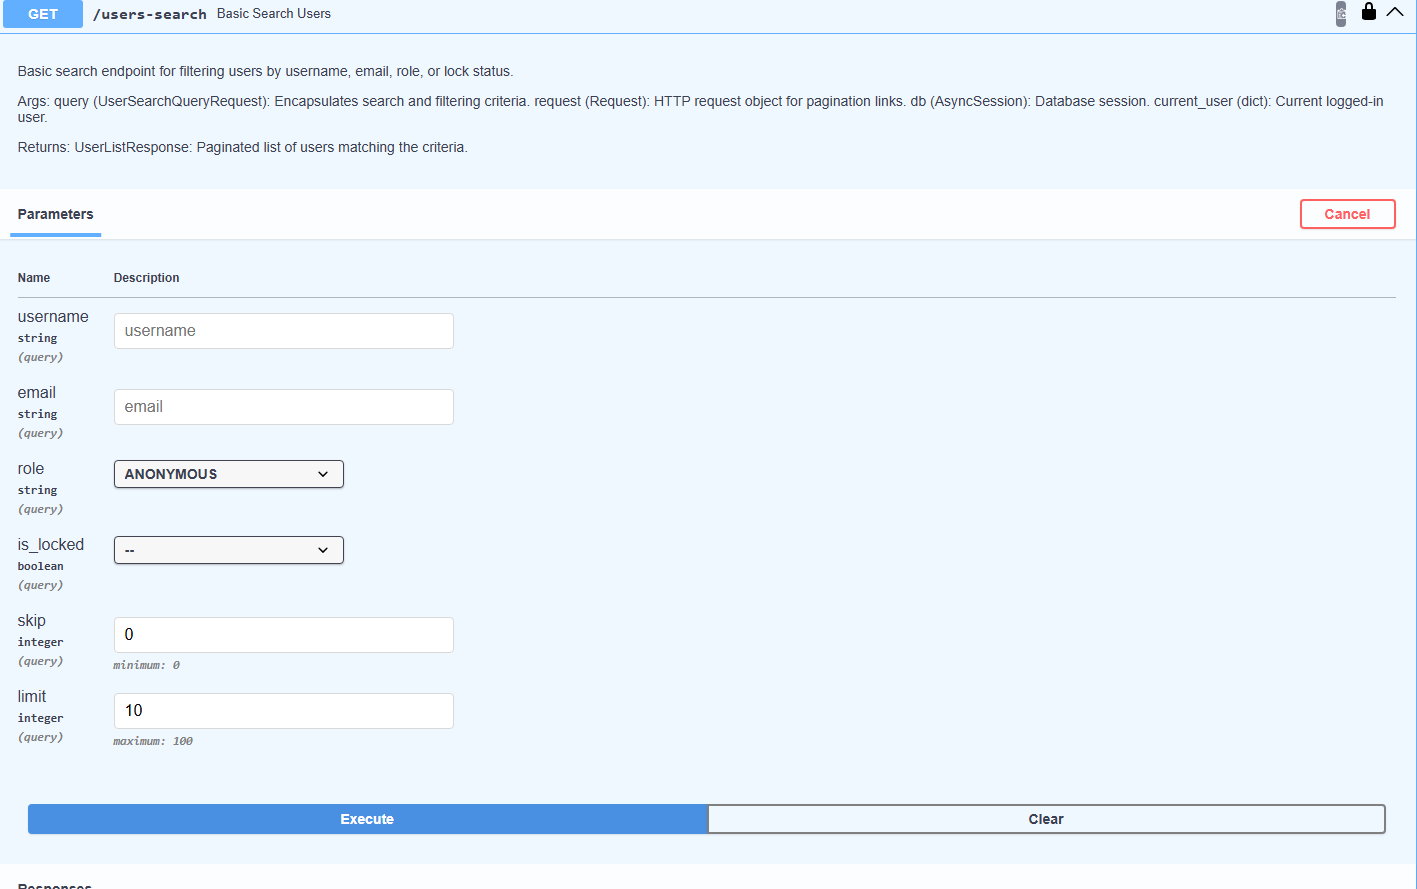 GET /users-search Basic Search Users
Basic search endpoint for filtering users by username, email, role, or lock status.
Args: query (UserSearchQueryRequest): Encapsulates search and filtering criteria. request (Request): HTTP request object for pagination links. db (AsyncSession): Database session. current_user (dict): Current logged-in
user.
Returns: UserListResponse: Paginated list of users matching the criteria.
Parameters Cancel
Name Description
username
string
(query)
username
email
string
(query)
email
role
string
(query)
ANONYMOUS
is_locked
boolean
(query)
--
skip
integer
(query)
0
minimum: 0
limit
integer
(query)
10
maximum: 100
Execute Clear
Responses